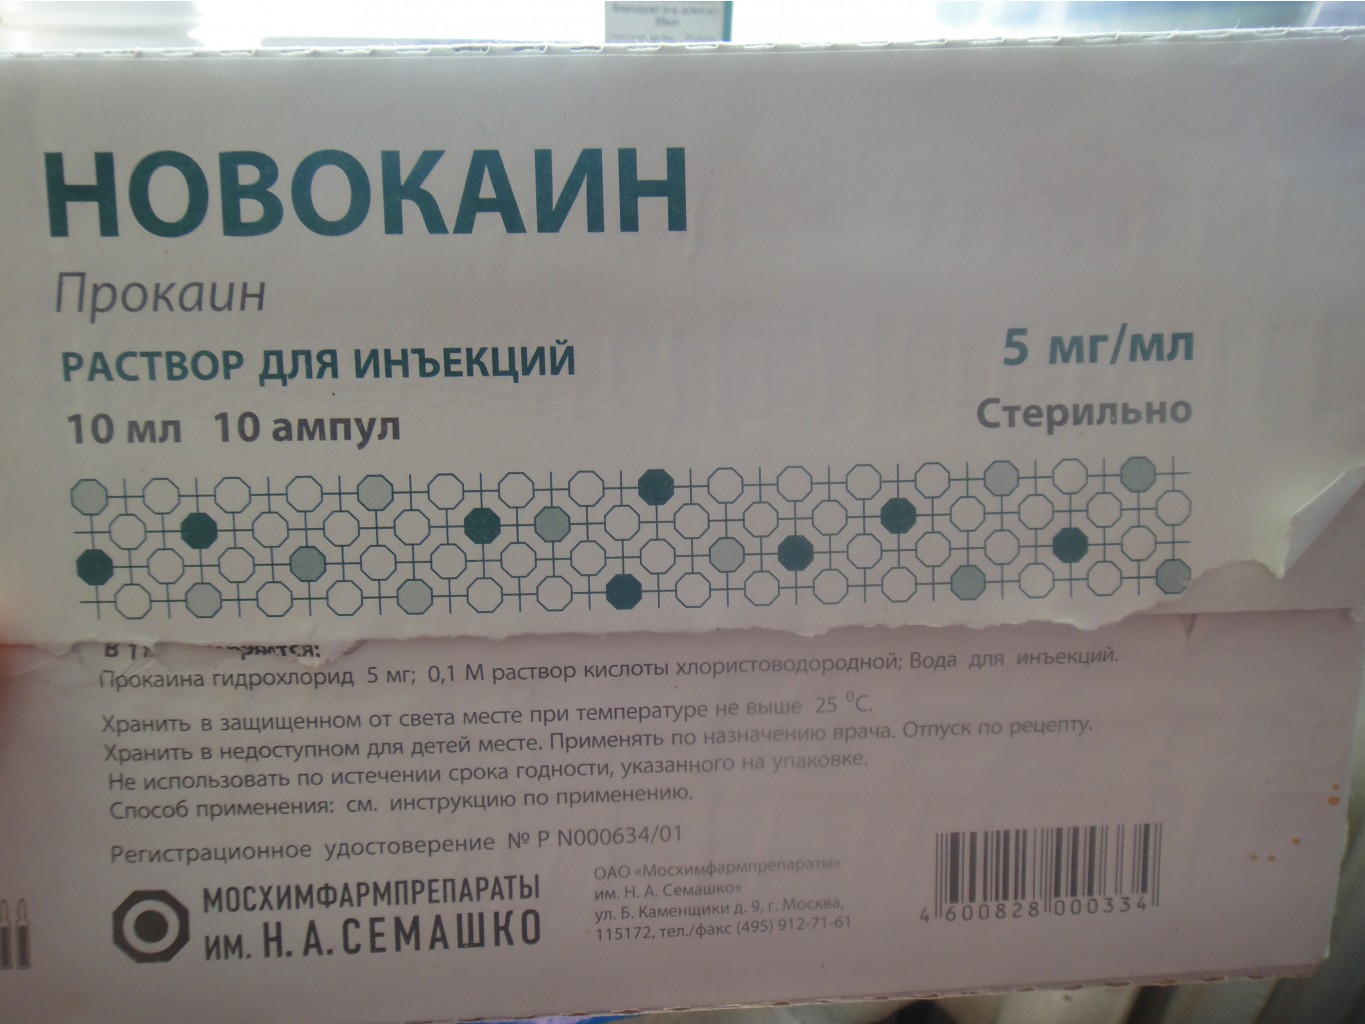 НОВОКАИН
Прокаин
РАСТВОР ДЛЯ ИНЪЕКЦИЙ
5 мг/мл
10 мл 10 ампул
Стерильно
Прокаина гидрохлорид 5 мг; 0,1 М раствор кислоты хлористоводородной; Вода для инъекций.
Хранить в защищенном от света месте при температуре не выше 25 ⁰С.
Хранить в недоступном для детей месте. Применять по назначению врача. Отпуск по рецепту.
Не использовать по истечении срока годности, указанного на упаковке.
Способ применения: см. инструкцию по применению.
Регистрационное удостоверение № Р N000634/01
МОСХИМФАРМПРЕПАРАТЫ
ИМ. Н. А. СЕМАШКО
ОАО «Мосхимфармпрепараты»
им. Н. А. Семашко»
ул. Б. Каменщики д. 9, г. Москва,
115172, тел./факс (495) 912-71-61
4 600828 000334